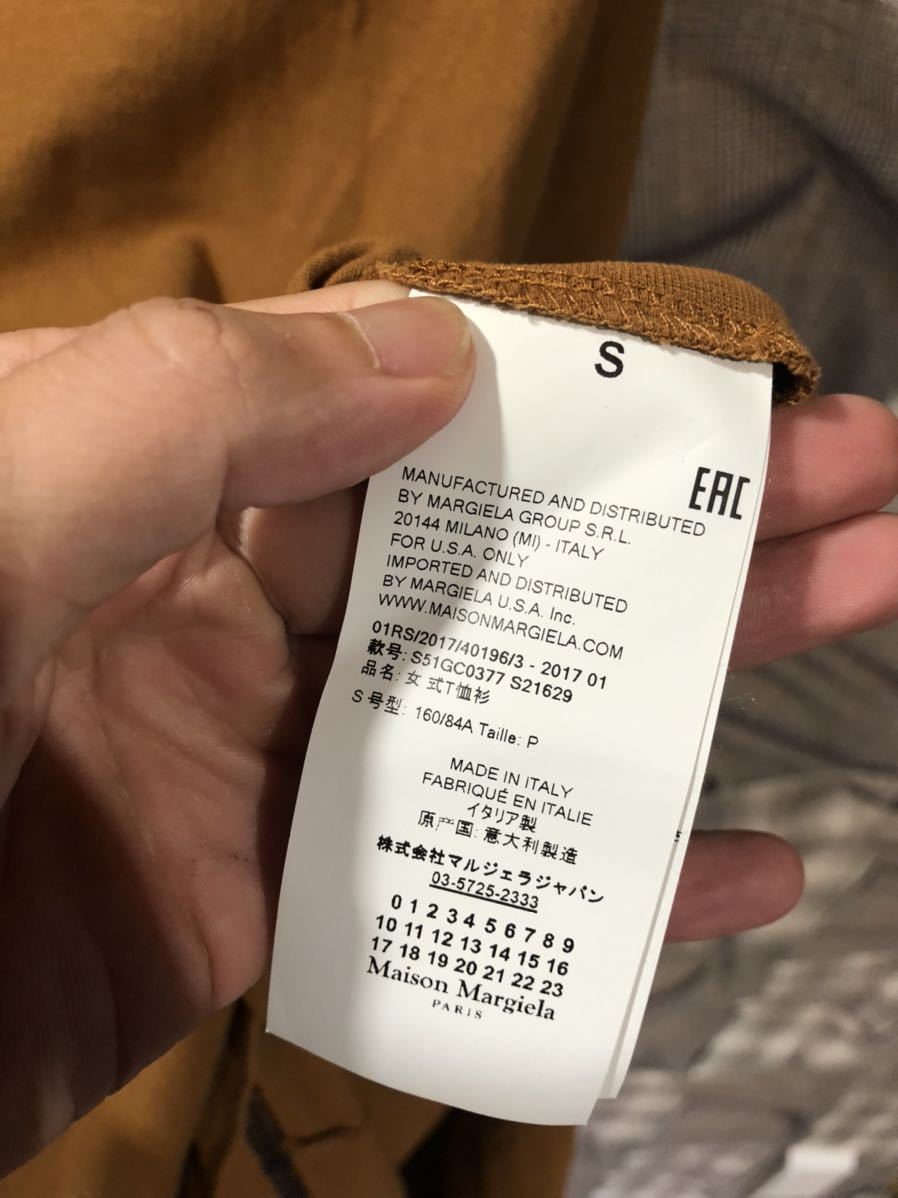 S
EAC
MANUFACTURED AND DISTRIBUTED
BY MARGIELA GROUP S.R.L.
20144 MILANO (MI) - ITALY
FOR U.S.A. ONLY
IMPORTED AND DISTRIBUTED
BY MARGIELA U.S.A. Inc.
WWW.MAISONMARGIELA.COM
01RS/2017/40196/3 - 2017 01
款号: S51GC0377 S21629
品名: 女 式T恤衫
S 号型: 160/84A Taille: P
MADE IN ITALY
FABRIQUÉ EN ITALIE
イタリア製
原产国: 意大利製造
株式会社マルジェラジャパン
03-5725-2333
0 1 2 3 4 5 6 7 8 9
10 11 12 13 14 15 16
17 18 19 20 21 22 23
Maison Margiela
PARIS